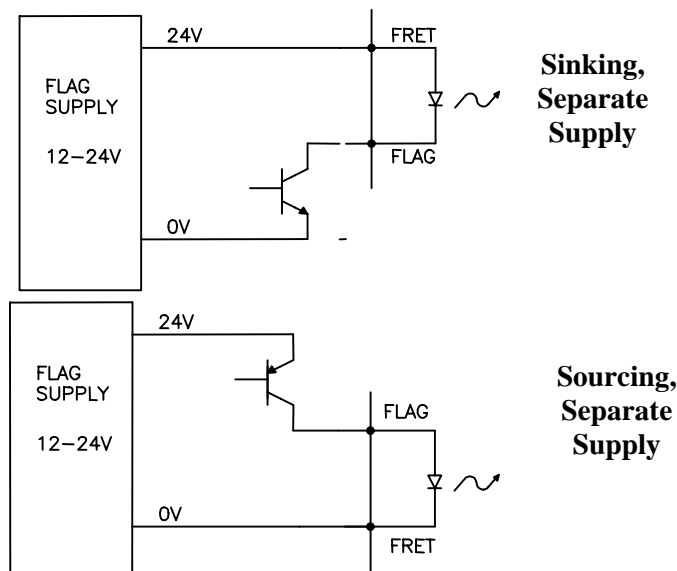 24V
FRET
FLAG
SUPPLY
12-24V
Sinking,
Separate
Supply
FLAG
0V
24V
FLAG
SUPPLY
12-24V
Sourcing,
Separate
Supply
FLAG
0V
FRET